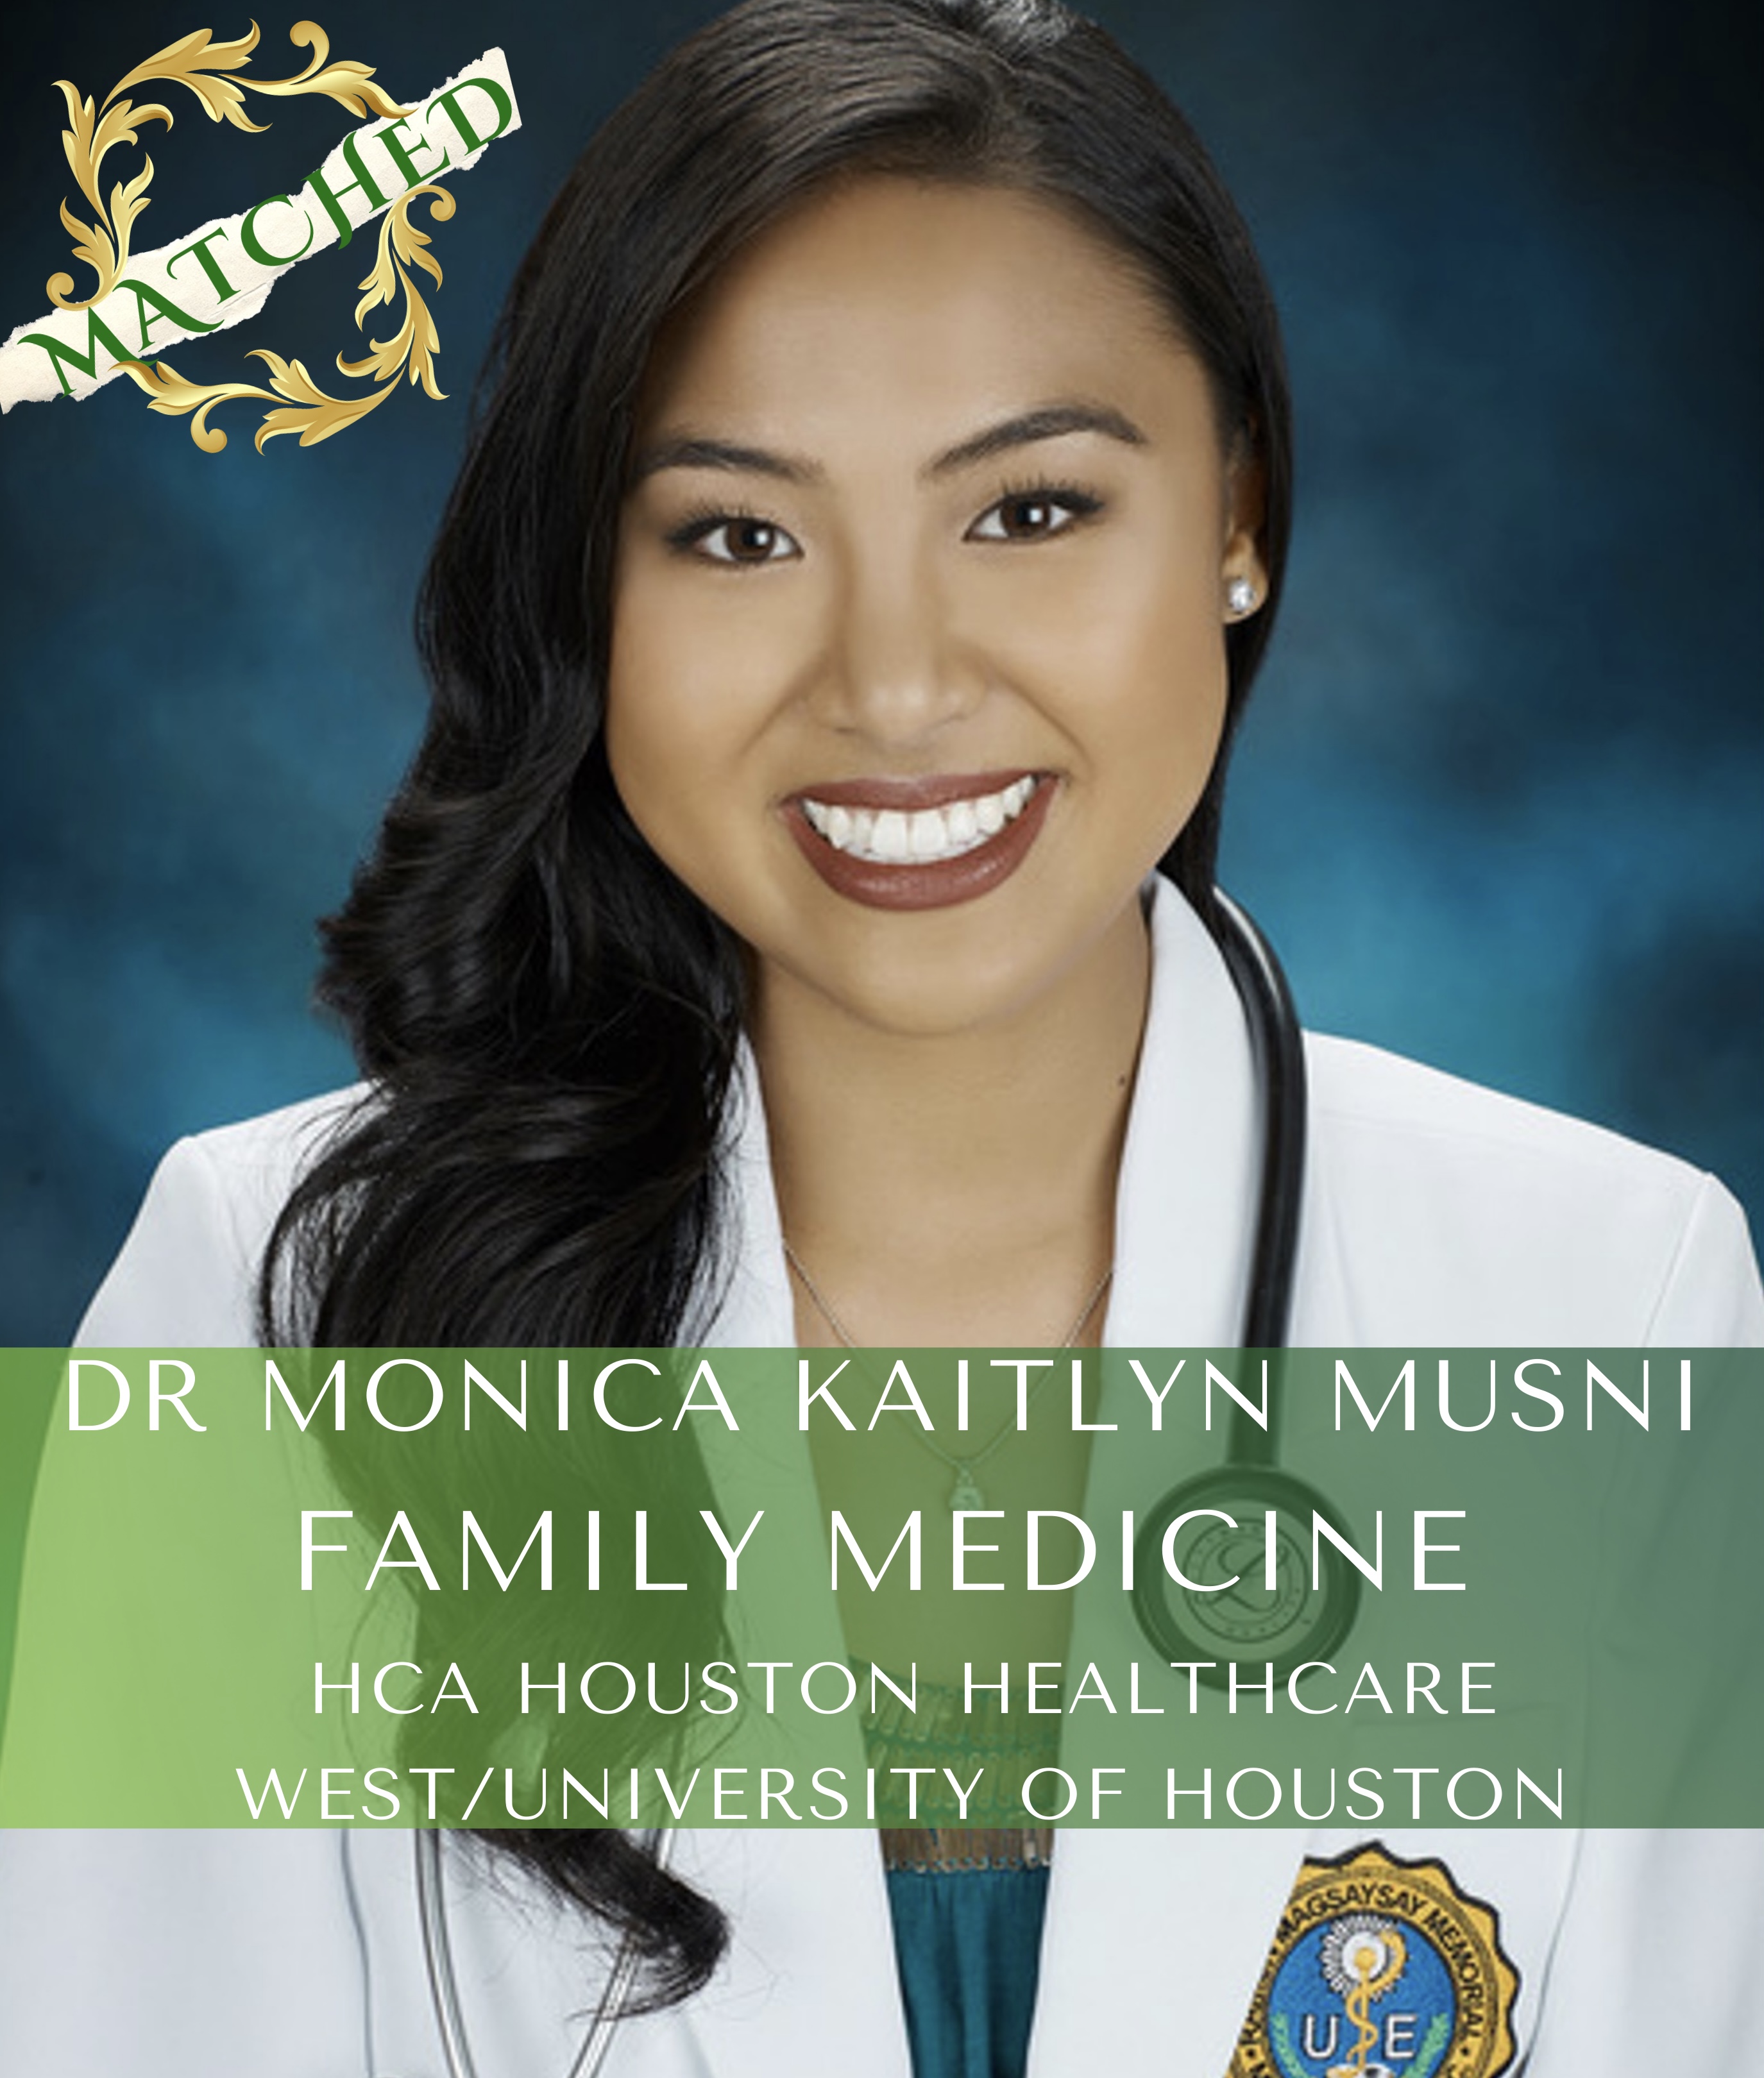 MATCHED
DR MONICA KAITLYN MUSNI
FAMILY MEDICINE
HCA HOUSTON HEALTHCARE
WEST/UNIVERSITY OF HOUSTON
MAGSAYSAY MEMORIAL
U E